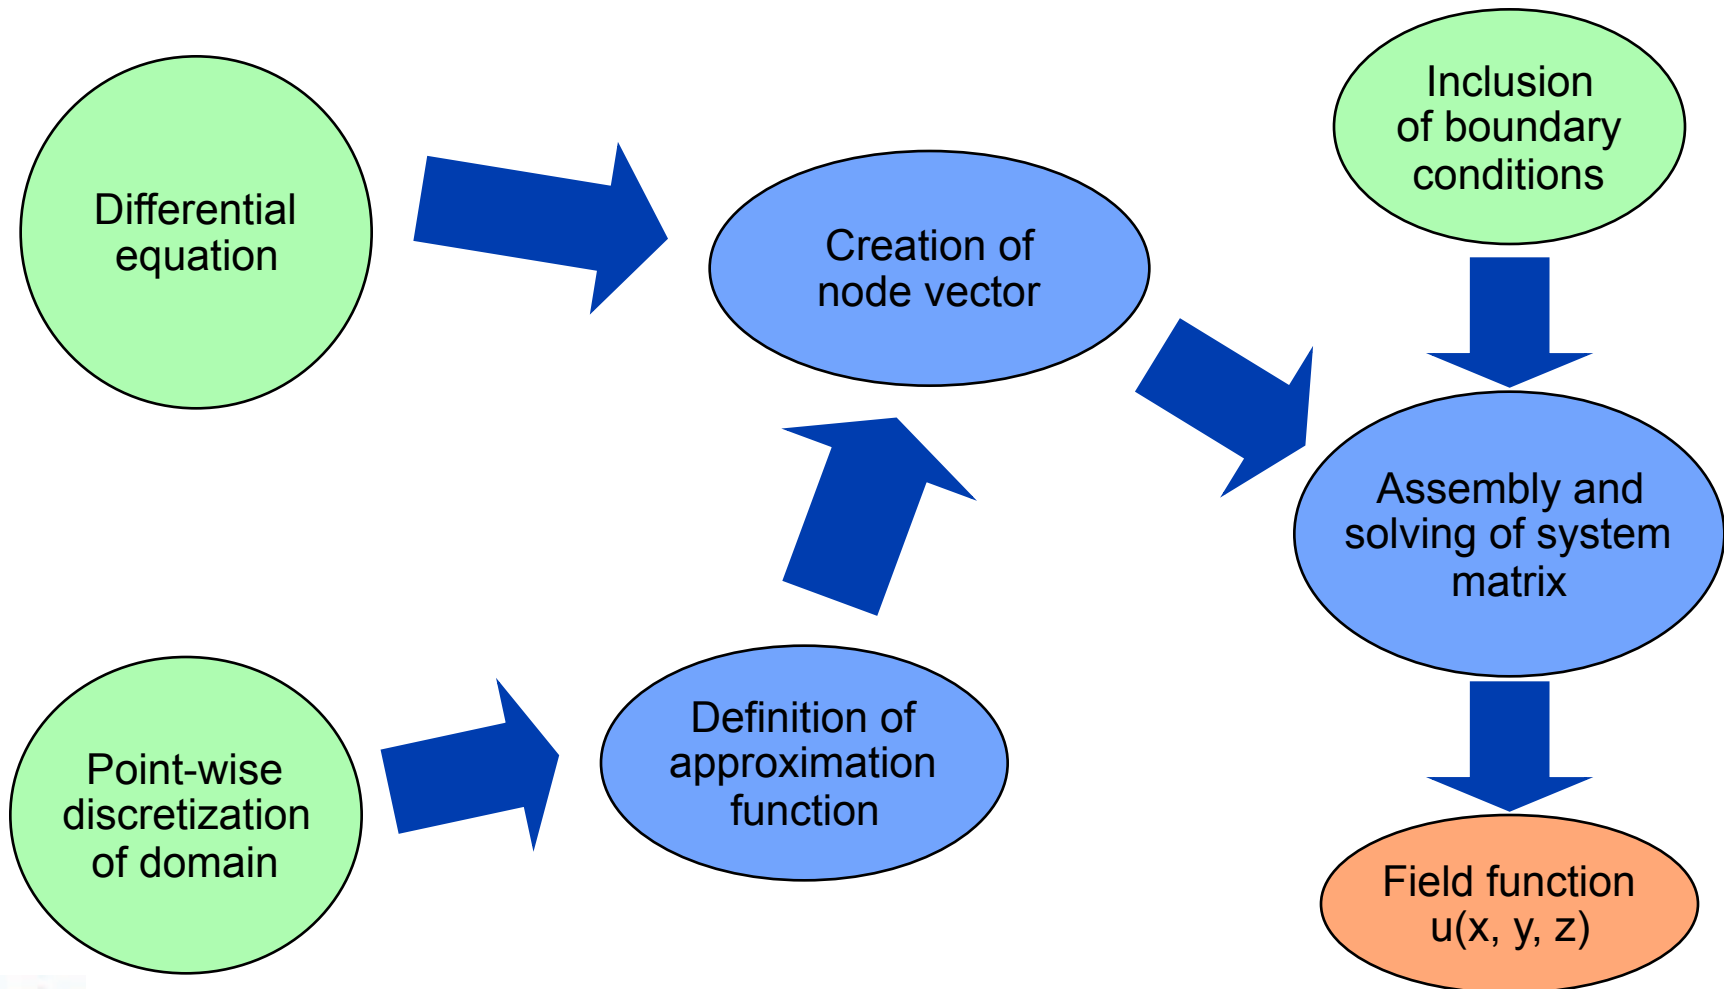 Differential
equation
Creation of
node vector
Inclusion
of boundary
conditions
Point-wise
discretization
of domain
Definition of
approximation
function
Assembly and
solving of system
matrix
Field function
u(x, y, z)